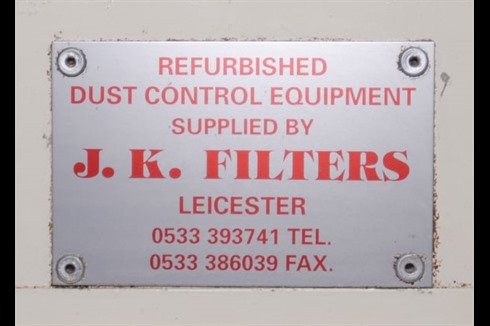 REFURBISHED
DUST CONTROL EQUIPMENT
SUPPLIED BY
J. K. FILTERS
LEICESTER
0533 393741 TEL.
0533 386039 FAX.